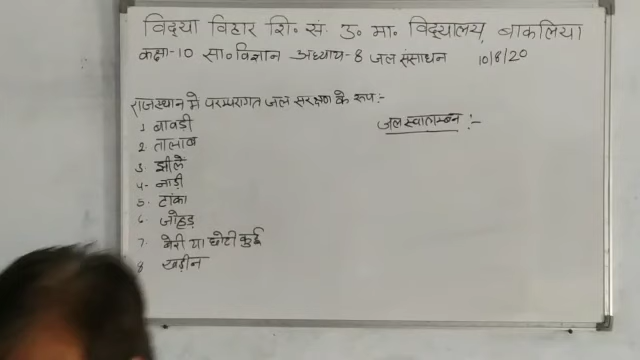 विद्या विहार शि. सं. उ. मा. विद्यालय, बाकलिया
कक्षा-10 सा. विज्ञान अध्याय-8 जल संसाधन 10/8/20
राजस्थान मे परम्परागत जल संरक्षण के रूप:-
जल स्वालम्बन :-
1. बावडी
2. तालाब
3. झीलें
4- नाड़ी
5. टांका
6. जोहड़
7. बेरी या छोटी कुई
8 खड़ीन